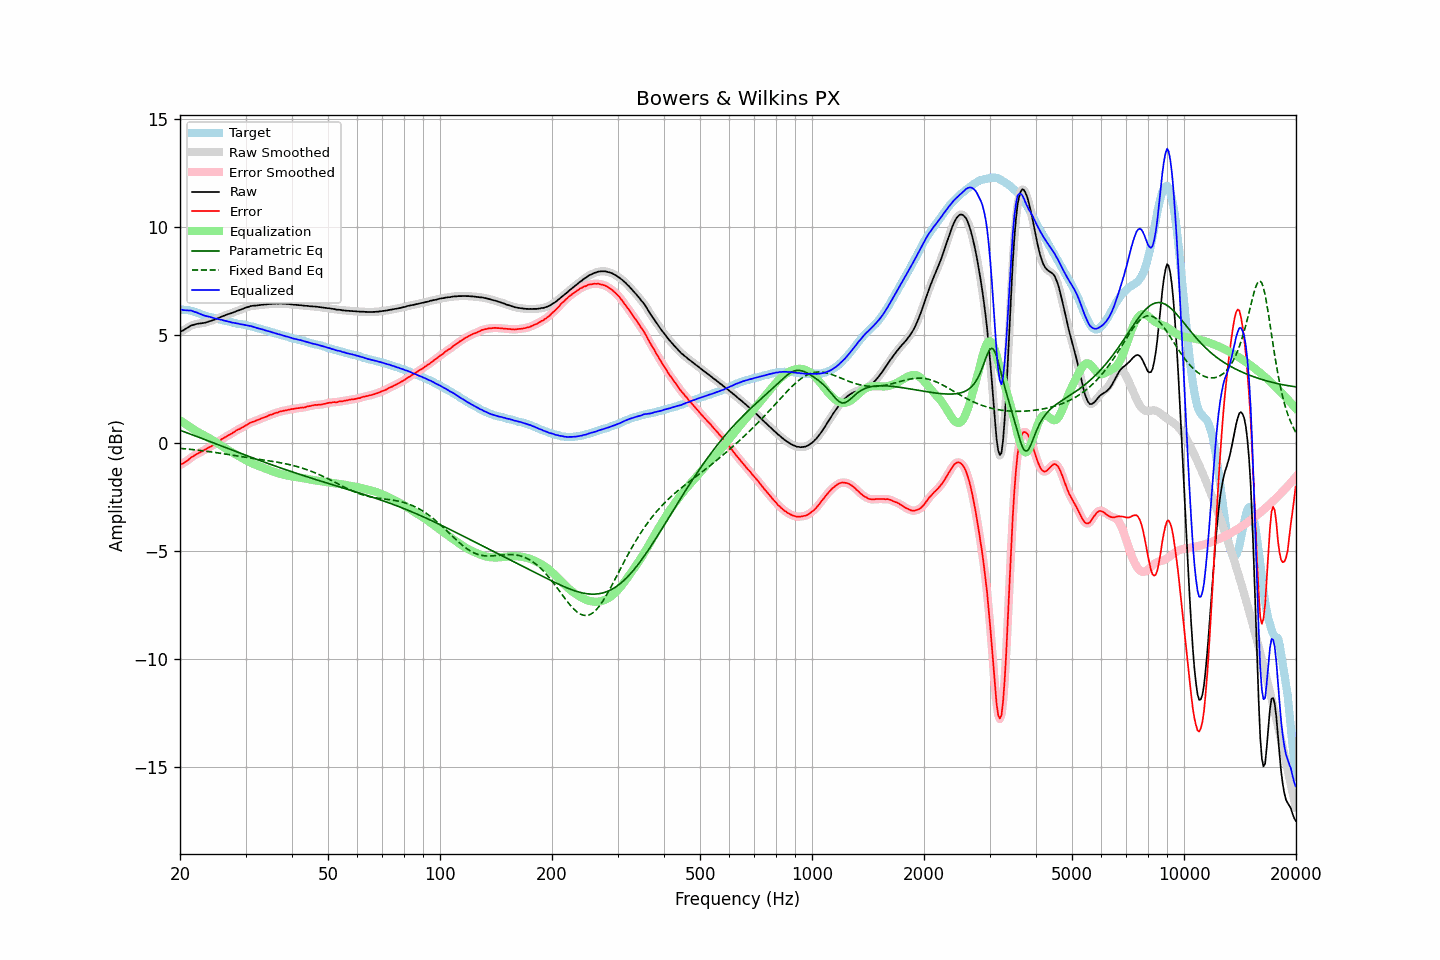 Bowers & Wilkins PX
15
10
5
0
−5
−10
−15
Amplitude (dBr)
Target
Raw Smoothed
Error Smoothed
Raw
Error
Equalization
Parametric Eq
Fixed Band Eq
Equalized
20 50 100 200 500 1000 2000 5000 10000 20000
Frequency (Hz)